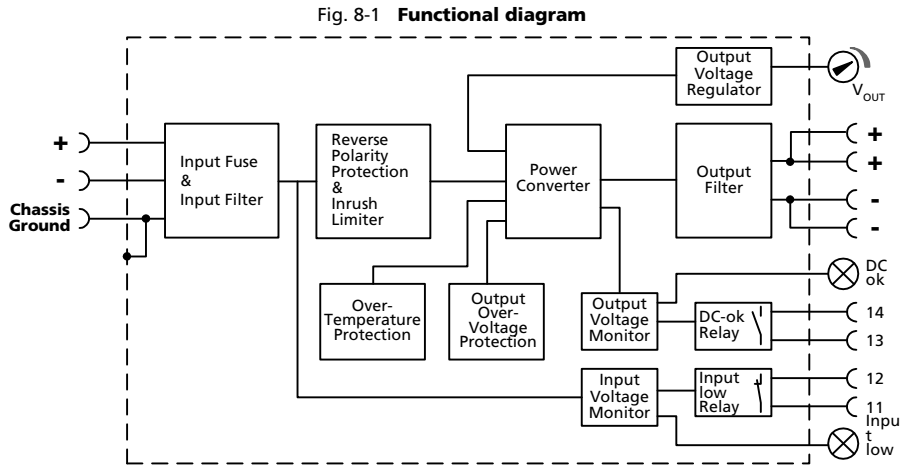 Fig. 8-1 Functional diagram
Output
Voltage
Regulator
VOUT
+
-
Chassis
Ground
Input Fuse
&
Input Filter
Reverse
Polarity
Protection
&
Inrush
Limiter
Power
Converter
Output
Filter
+
+
-
-
Over-
Temperature
Protection
Output
Over-
Voltage
Protection
Output
Voltage
Monitor
DC-ok
Relay
DC
ok
14
13
Input
Voltage
Monitor
Input
low
Relay
12
11
Inpu
t
low